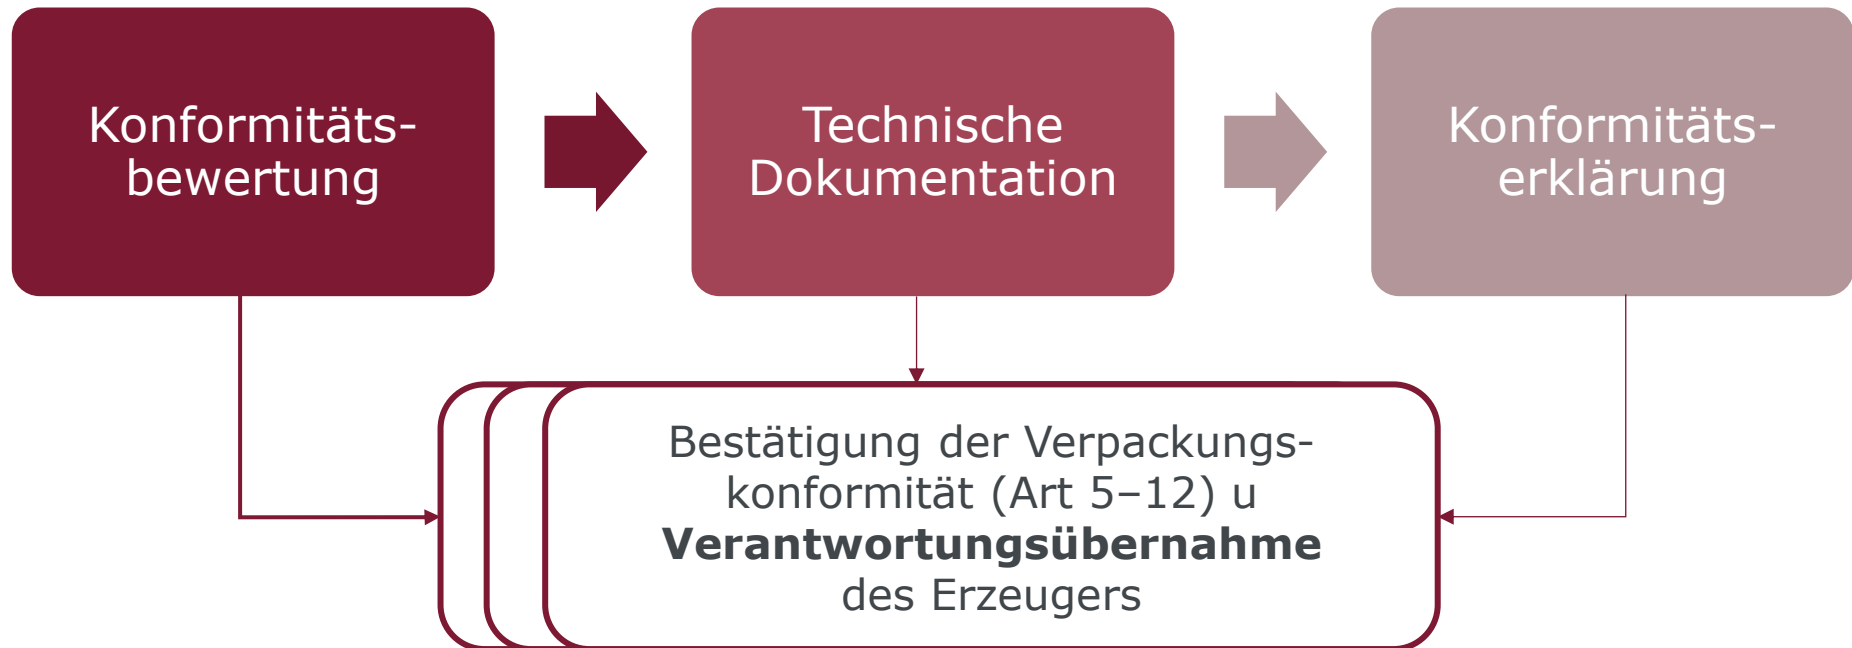 Konformitäts-
bewertung
Technische
Dokumentation
Konformitäts-
erklärung
Bestätigung der Verpackungs-
konformität (Art 5–12) u
Verantwortungsübernahme
des Erzeugers